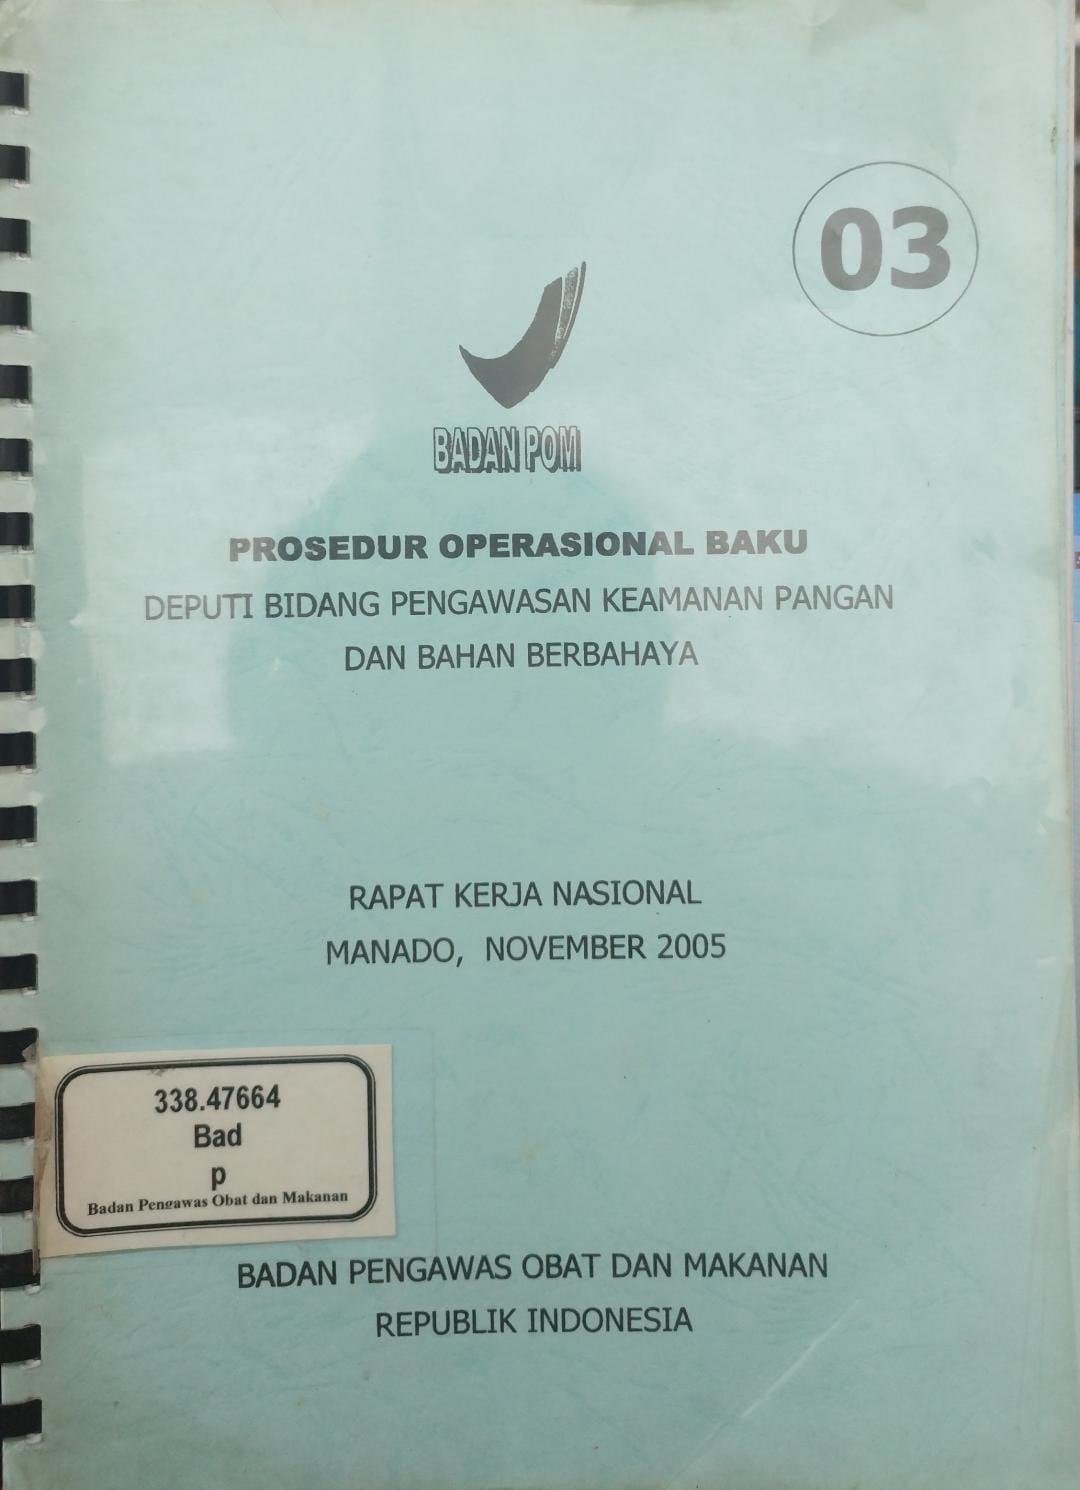 03
BADAN POM
PROSEDUR OPERASIONAL BAKU
DEPUTI BIDANG PENGAWASAN KEAMANAN PANGAN
DAN BAHAN BERBAHAYA
RAPAT KERJA NASIONAL
MANADO, NOVEMBER 2005
338.47664
Bad
p
Badan Pengawas Obat dan Makanan
BADAN PENGAWAS OBAT DAN MAKANAN
REPUBLIK INDONESIA